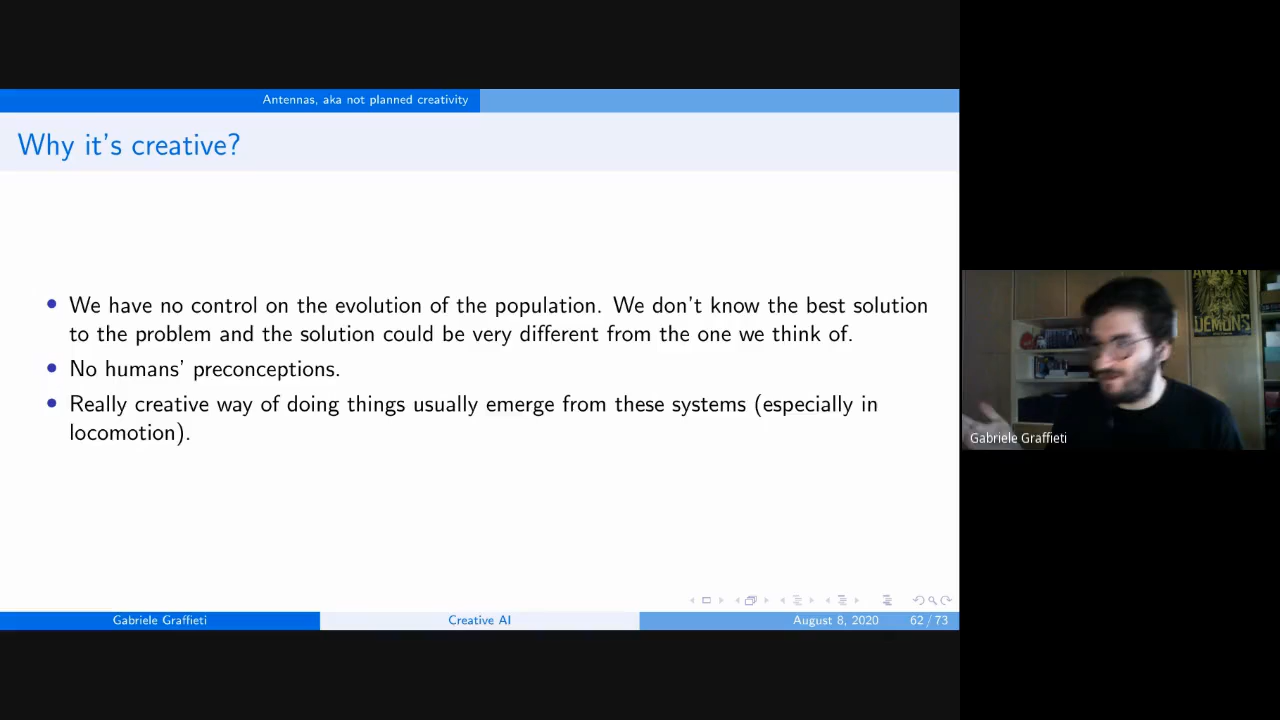 Antennas, aka not planned creativity
Why it's creative?
We have no control on the evolution of the population. We don't know the best solution
to the problem and the solution could be very different from the one we think of.
No humans' preconceptions.
Really creative way of doing things usually emerge from these systems (especially in
locomotion).
Gabriele Graffieti
Creative AI
August 8, 2020
62 / 73
DEMONS
Gabriele Graffieti